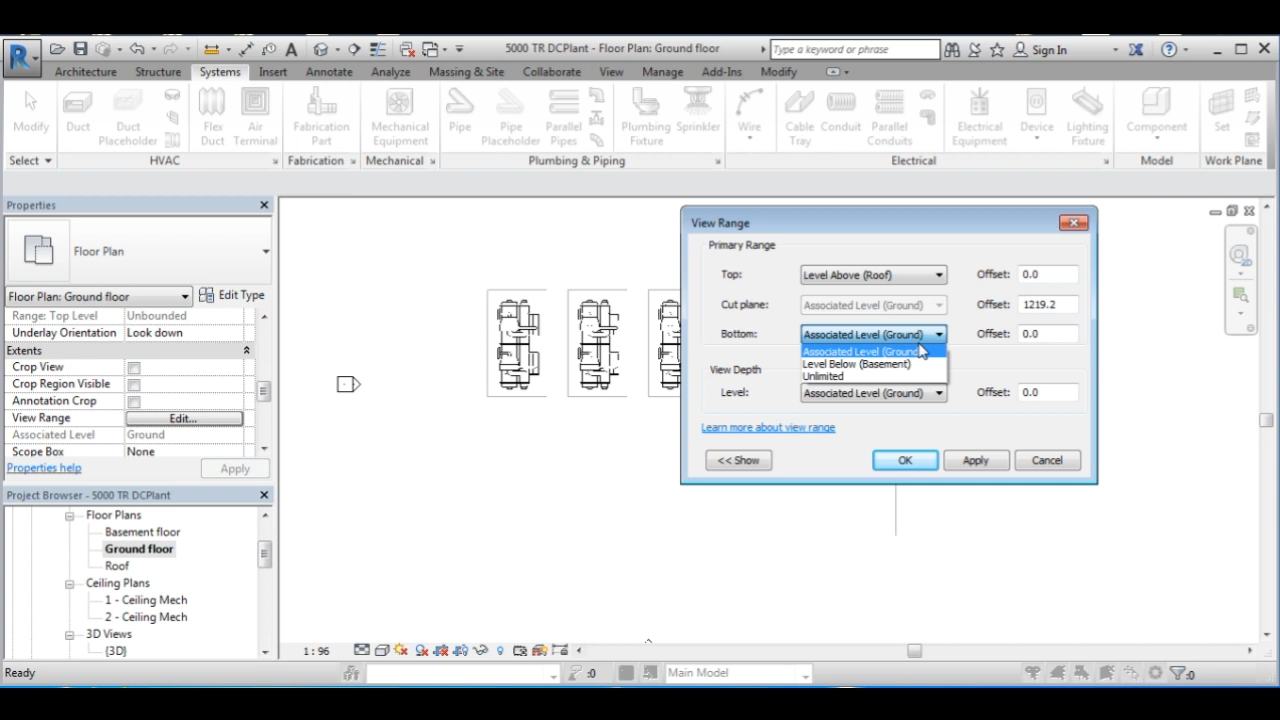 5000 TR DCPlant - Floor Plan: Ground floor
Type a keyword or phrase
Sign In
Architecture Structure Systems Insert Annotate Analyze Massing & Site Collaborate View Manage Add-Ins Modify
Modify
Duct
Duct Placeholder
Flex Duct
Air Terminal
Fabrication Part
Mechanical Equipment
Pipe
Pipe Placeholder
Parallel Pipes
Plumbing Fixture
Sprinkler
Wire
Cable Tray
Conduit
Parallel Conduits
Electrical Equipment
Device
Lighting Fixture
Component
Set
Select HVAC Fabrication Mechanical Plumbing & Piping Electrical Model Work Plane
Properties
Floor Plan
Floor Plan: Ground floor Edit Type
Range: Top Level Unbounded
Underlay Orientation Look down
Extents
Crop View
Crop Region Visible
Annotation Crop
View Range Edit...
Associated Level Ground
Scope Box None
Properties help Apply
Project Browser - 5000 TR DCPlant
Floor Plans
Basement floor
Ground floor
Roof
Ceiling Plans
1 - Ceiling Mech
2 - Ceiling Mech
3D Views
{3D}
View Range
Primary Range
Top: Level Above (Roof) Offset: 0.0
Cut plane: Associated Level (Ground) Offset: 1219.2
Bottom: Associated Level (Ground) Offset: 0.0
Associated Level (Ground
Level Below (Basement)
Unlimited
View Depth
Level: Associated Level (Ground) Offset: 0.0
Learn more about view range
<< Show OK Apply Cancel
1 : 96
Ready :0 Main Model :0